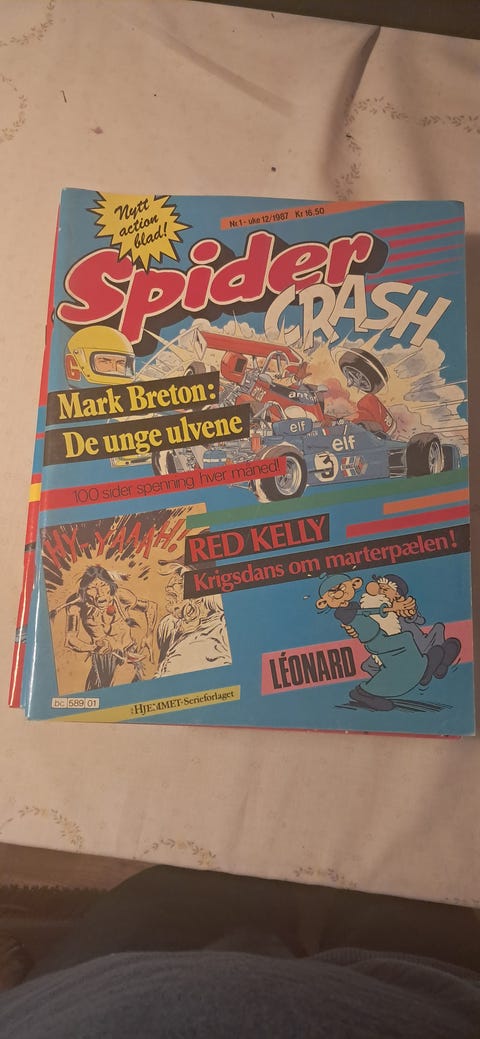 Nytt
action
blad!
Nr. 1 - uke 12/1987 Kr 16.50
Spider
CRASH
Mark Breton:
De unge ulvene
elf
elf
3
100 sider spenning hver måned!
HY-YAAAH!
RED KELLY
Krigsdans om marterpælen!
LÉONARD
HJEMMET-Serieforlaget
bc 589 01